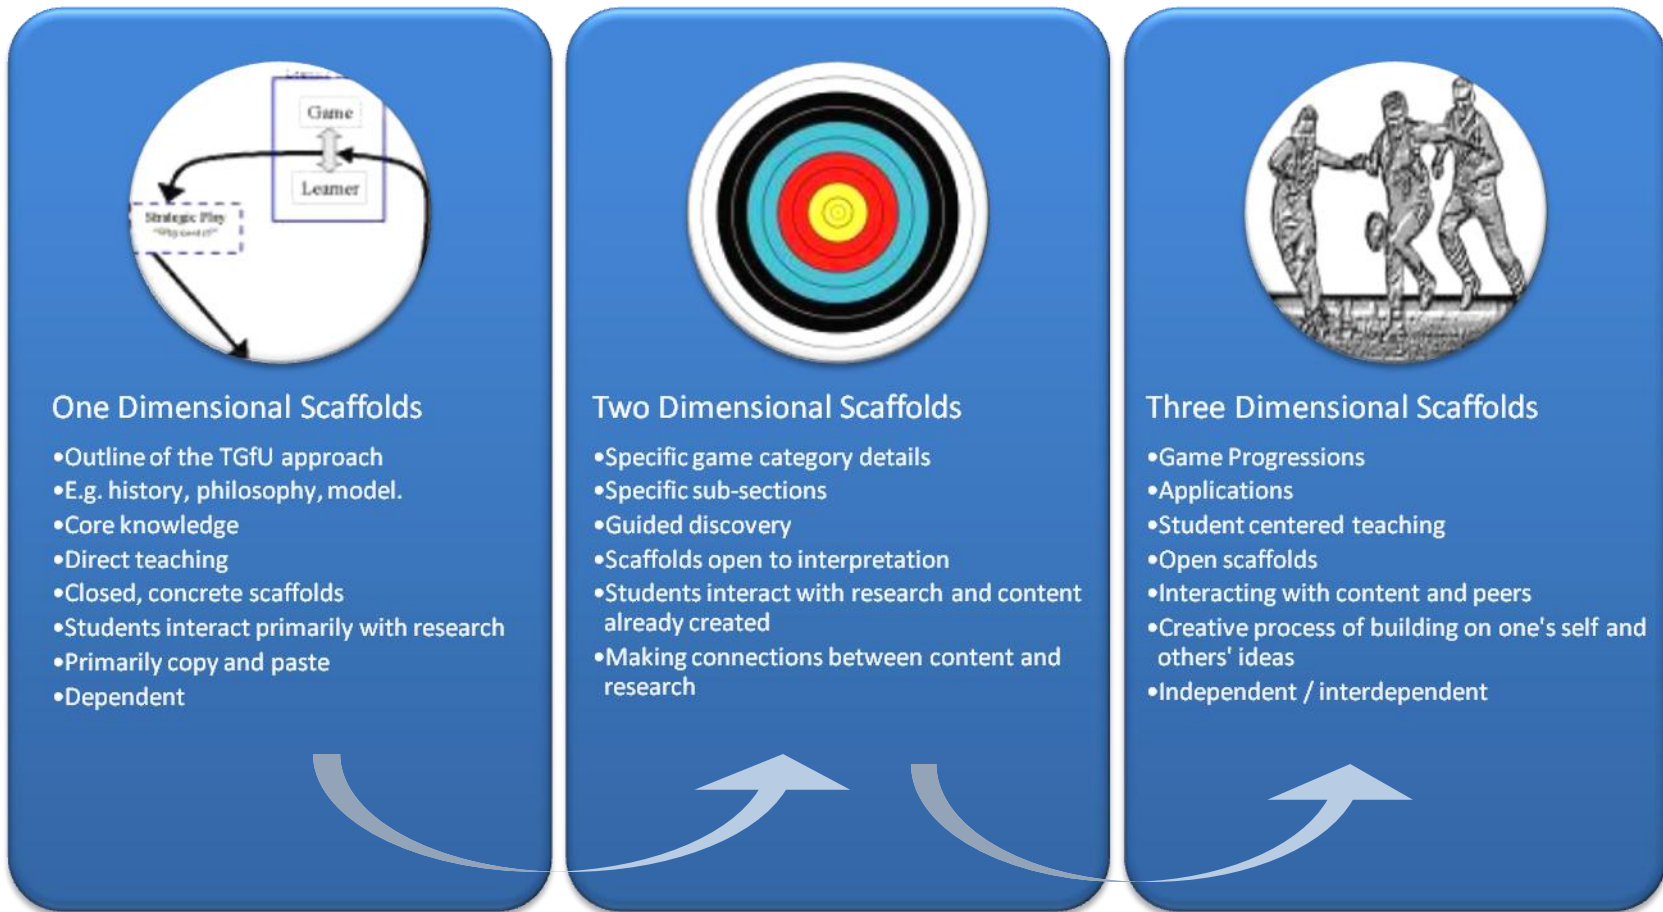 Game
Learner
Strategic Play
One Dimensional Scaffolds
•Outline of the TGfU approach
•E.g. history, philosophy, model.
•Core knowledge
•Direct teaching
•Closed, concrete scaffolds
•Students interact primarily with research
•Primarily copy and paste
•Dependent
Two Dimensional Scaffolds
•Specific game category details
•Specific sub-sections
•Guided discovery
•Scaffolds open to interpretation
•Students interact with research and content
already created
•Making connections between content and
research
Three Dimensional Scaffolds
•Game Progressions
•Applications
•Student centered teaching
•Open scaffolds
•Interacting with content and peers
•Creative process of building on one's self and
others' ideas
•Independent / interdependent